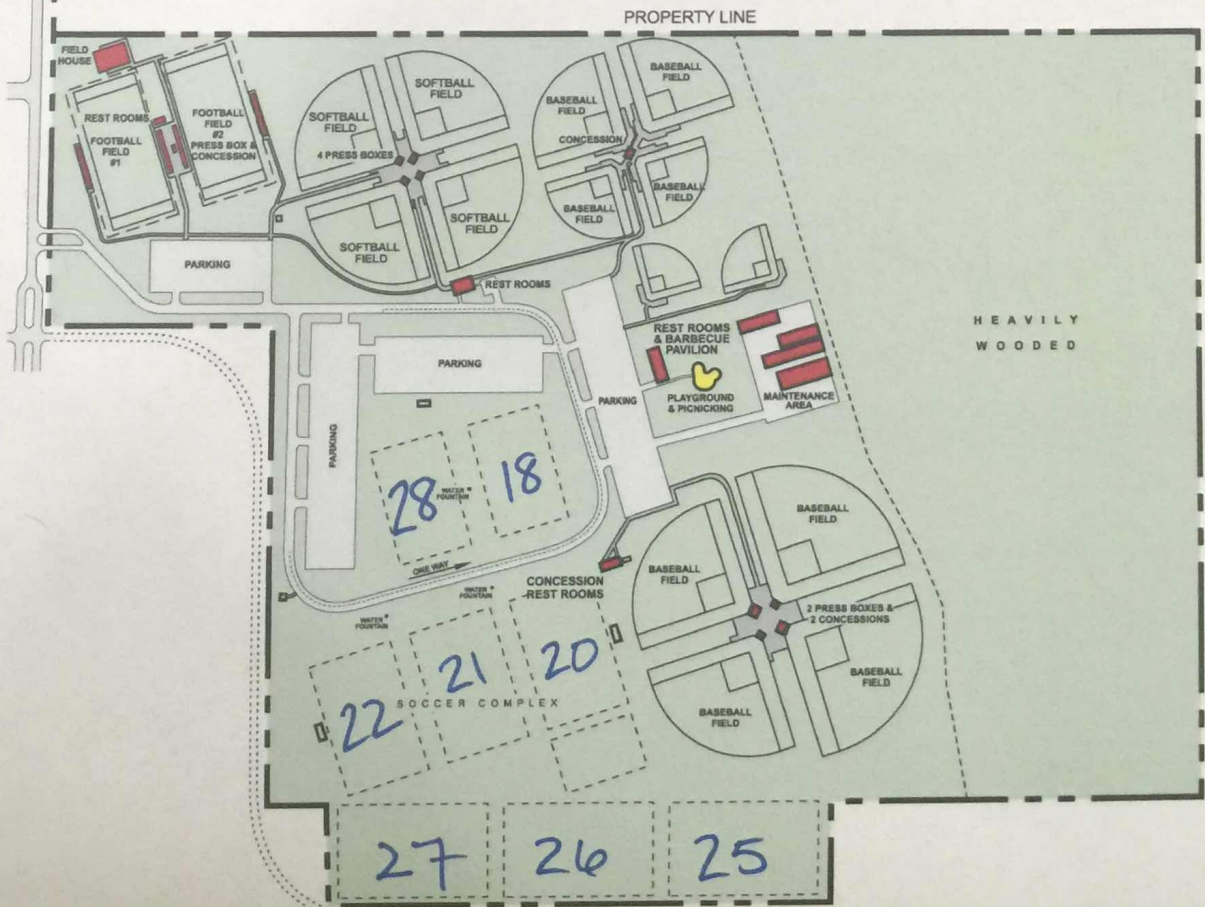 PROPERTY LINE
FIELD
HOUSE
REST ROOMS
FOOTBALL
FIELD
#1
FOOTBALL
FIELD
#2
PRESS BOX &
CONCESSION
SOFTBALL
FIELD
SOFTBALL
FIELD
4 PRESS BOXES
SOFTBALL
FIELD
SOFTBALL
FIELD
BASEBALL
FIELD
BASEBALL
FIELD
CONCESSION
BASEBALL
FIELD
BASEBALL
FIELD
PARKING
REST ROOMS
HEAVILY
WOODED
REST ROOMS
& BARBECUE
PAVILION
PARKING
PARKING
PARKING
PLAYGROUND
& PICNICKING
MAINTENANCE
AREA
28
WATER
FOUNTAIN
18
BASEBALL
FIELD
BASEBALL
FIELD
ONE WAY
CONCESSION
REST ROOMS
WATER
FOUNTAIN
WATER
FOUNTAIN
2 PRESS BOXES &
2 CONCESSIONS
22
21
20
SOCCER COMPLEX
BASEBALL
FIELD
BASEBALL
FIELD
27
26
25